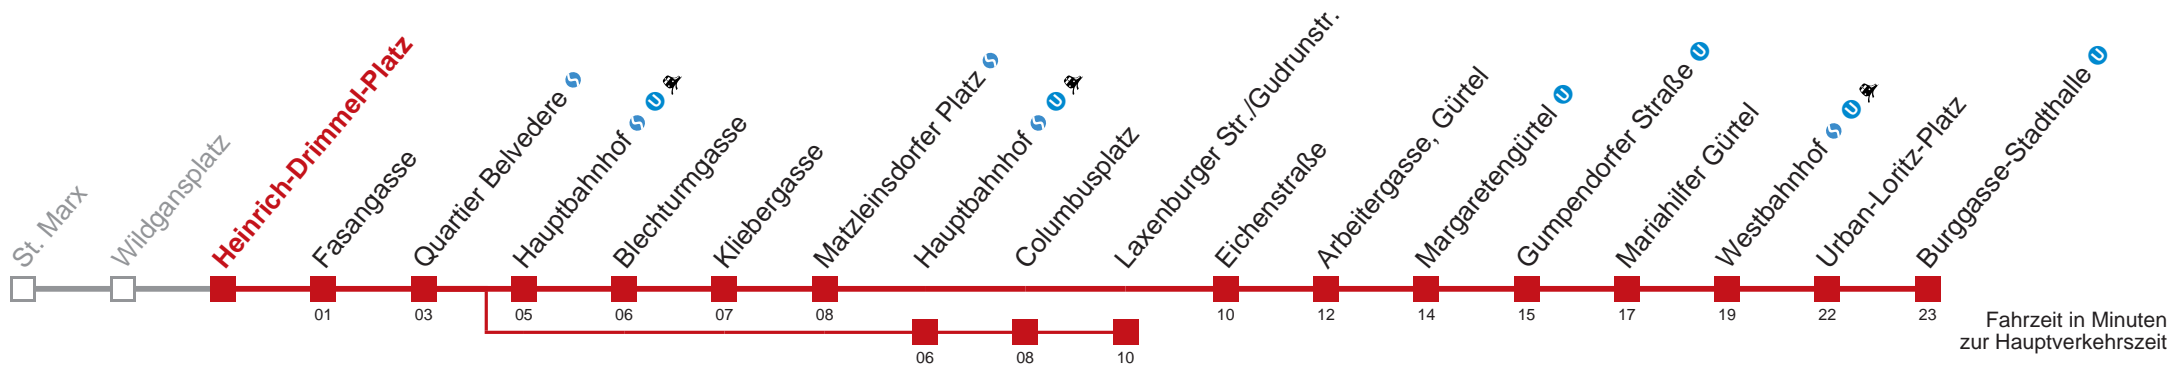 St. Marx
Wildgansplatz
Heinrich-Drimmel-Platz
Fasangasse
Quartier Belvedere S
Hauptbahnhof S U
Blechturmgasse
Kliebergasse
Matzleinsdorfer Platz S
Hauptbahnhof S U
Columbusplatz
Laxenburger Str./Gudrunstr.
Eichenstraße
Arbeitergasse, Gürtel
Margaretengürtel U
Gumpendorfer Straße U
Mariahilfer Gürtel
Westbahnhof S U
Urban-Loritz-Platz
Burggasse-Stadthalle U
01 03 05 06 07 08 10 12 14 15 17 19 22 23
06 08 10
Fahrzeit in Minuten
zur Hauptverkehrszeit